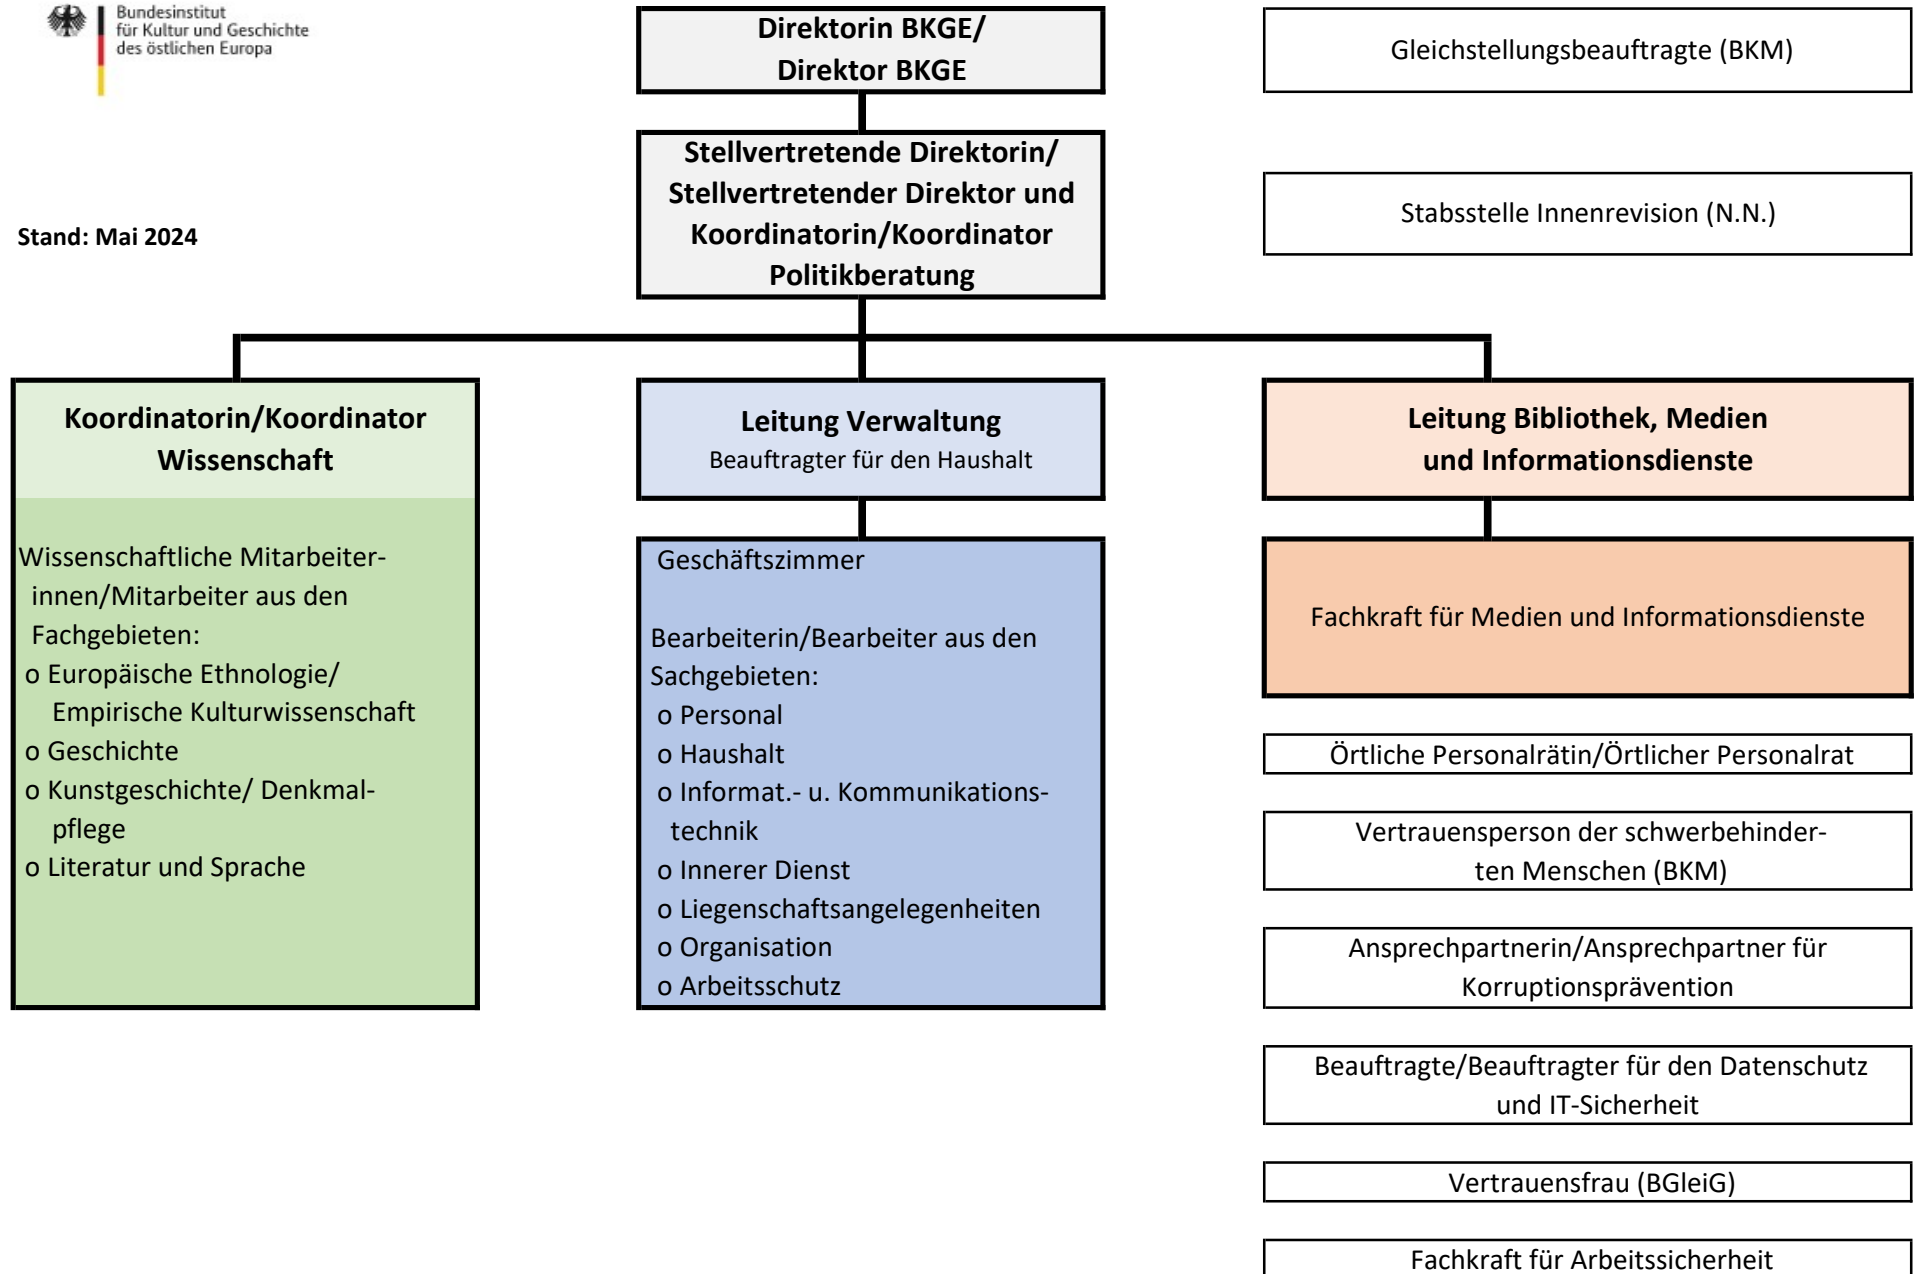 Bundesinstitut
für Kultur und Geschichte
des östlichen Europa
Stand: Mai 2024
Direktorin BKGE/
Direktor BKGE
Stellvertretende Direktorin/
Stellvertretender Direktor und
Koordinatorin/Koordinator
Politikberatung
Gleichstellungsbeauftragte (BKM)
Stabsstelle Innenrevision (N.N.)
Koordinatorin/Koordinator
Wissenschaft
Wissenschaftliche Mitarbeiter-
innen/Mitarbeiter aus den
Fachgebieten:
o Europäische Ethnologie/
Empirische Kulturwissenschaft
o Geschichte
o Kunstgeschichte/ Denkmal-
pflege
o Literatur und Sprache
Leitung Verwaltung
Beauftragter für den Haushalt
Geschäftszimmer
Bearbeiterin/Bearbeiter aus den
Sachgebieten:
o Personal
o Haushalt
o Informat.- u. Kommunikations-
technik
o Innerer Dienst
o Liegenschaftsangelegenheiten
o Organisation
o Arbeitsschutz
Leitung Bibliothek, Medien
und Informationsdienste
Fachkraft für Medien und Informationsdienste
Örtliche Personalrätin/Örtlicher Personalrat
Vertrauensperson der schwerbehinder-
ten Menschen (BKM)
Ansprechpartnerin/Ansprechpartner für
Korruptionsprävention
Beauftragte/Beauftragter für den Datenschutz
und IT-Sicherheit
Vertrauensfrau (BGleiG)
Fachkraft für Arbeitssicherheit